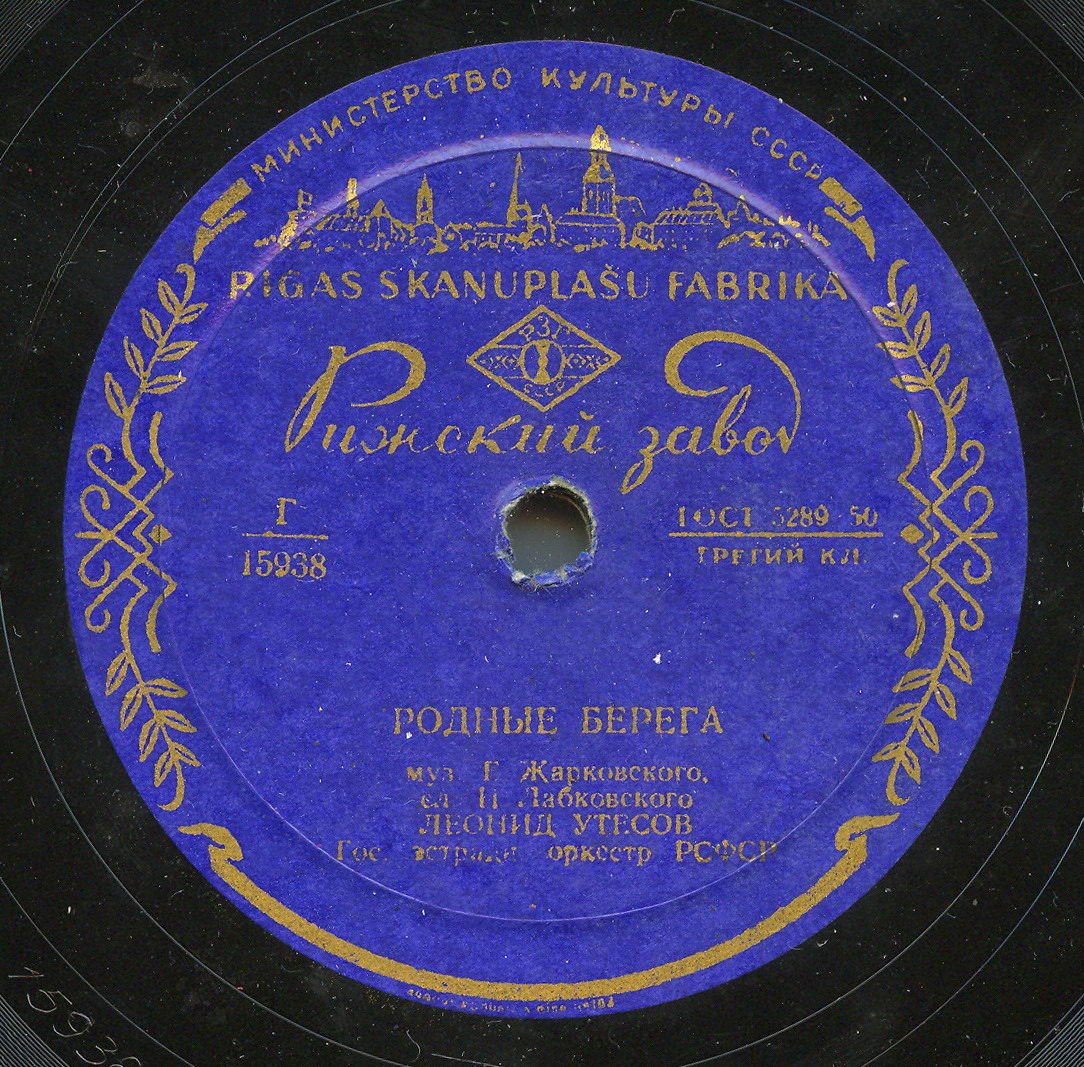 МИНИСТЕРСТВО КУЛЬТУРЫ СССР
RIGAS SKANUPLAŠU FABRIKA
РЗГ
СССР
Рижский завод
Г
15938
ГОСТ 5289-50
ТРЕТИЙ КЛ.
РОДНЫЕ БЕРЕГА
муз. Г. Жарковского,
сл. Н. Лабковского
ЛЕОНИД УТЕСОВ
Гос. эстрадн. оркестр РСФСР
15938